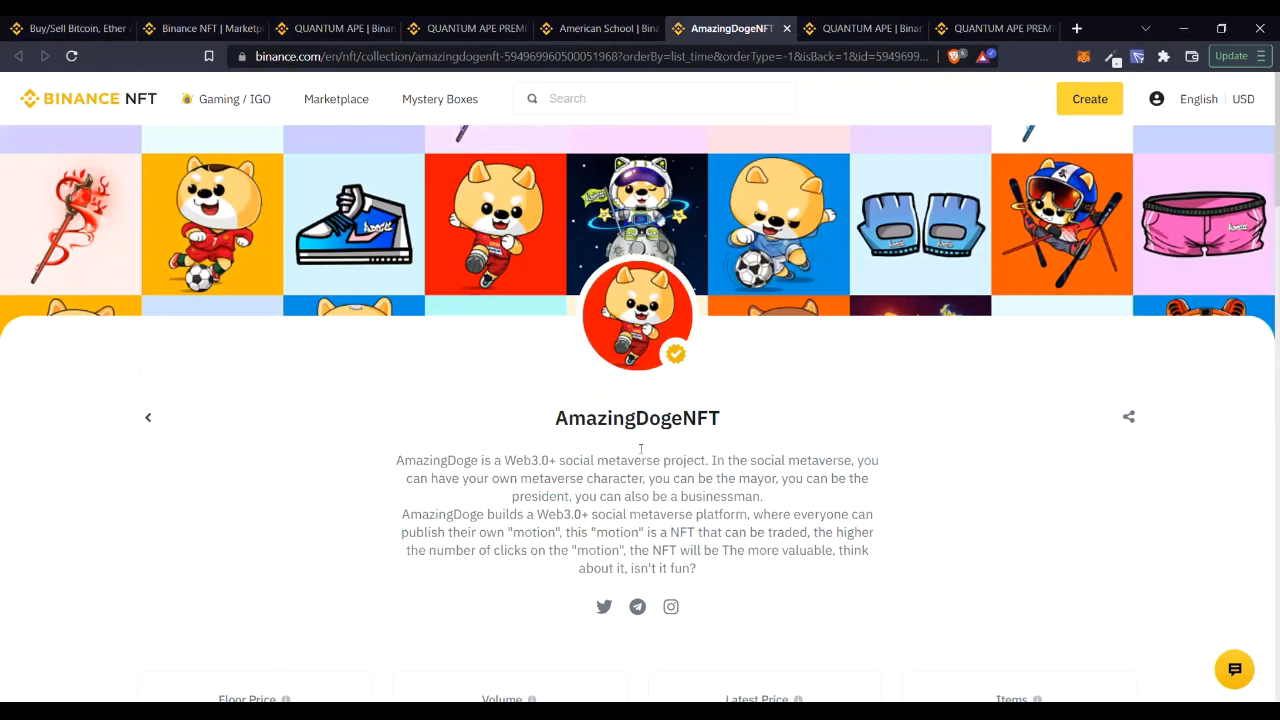 Buy/Sell Bitcoin, Ether
Binance NFT | Marketp
QUANTUM APE | Binan
QUANTUM APE PREMI
American School | Bina
AmazingDogeNFT
QUANTUM APE | Binan
QUANTUM APE PREMI
binance.com/en/nft/collection/amazingdogenft-594699960500051968?orderBy=list_time&orderType=-1&isBack=1&id=5946999...
Update
BINANCE NFT
Gaming / IGO
Marketplace
Mystery Boxes
Search
Create
English | USD
AmazingDogeNFT
AmazingDoge is a Web3.0+ social metaverse project. In the social metaverse, you
can have your own metaverse character, you can be the mayor, you can be the
president, you can also be a businessman.
AmazingDoge builds a Web3.0+ social metaverse platform, where everyone can
publish their own "motion", this "motion" is a NFT that can be traded, the higher
the number of clicks on the "motion", the NFT will be The more valuable, think
about it, isn't it fun?
Floor Price
Volume
Latest Price
Items